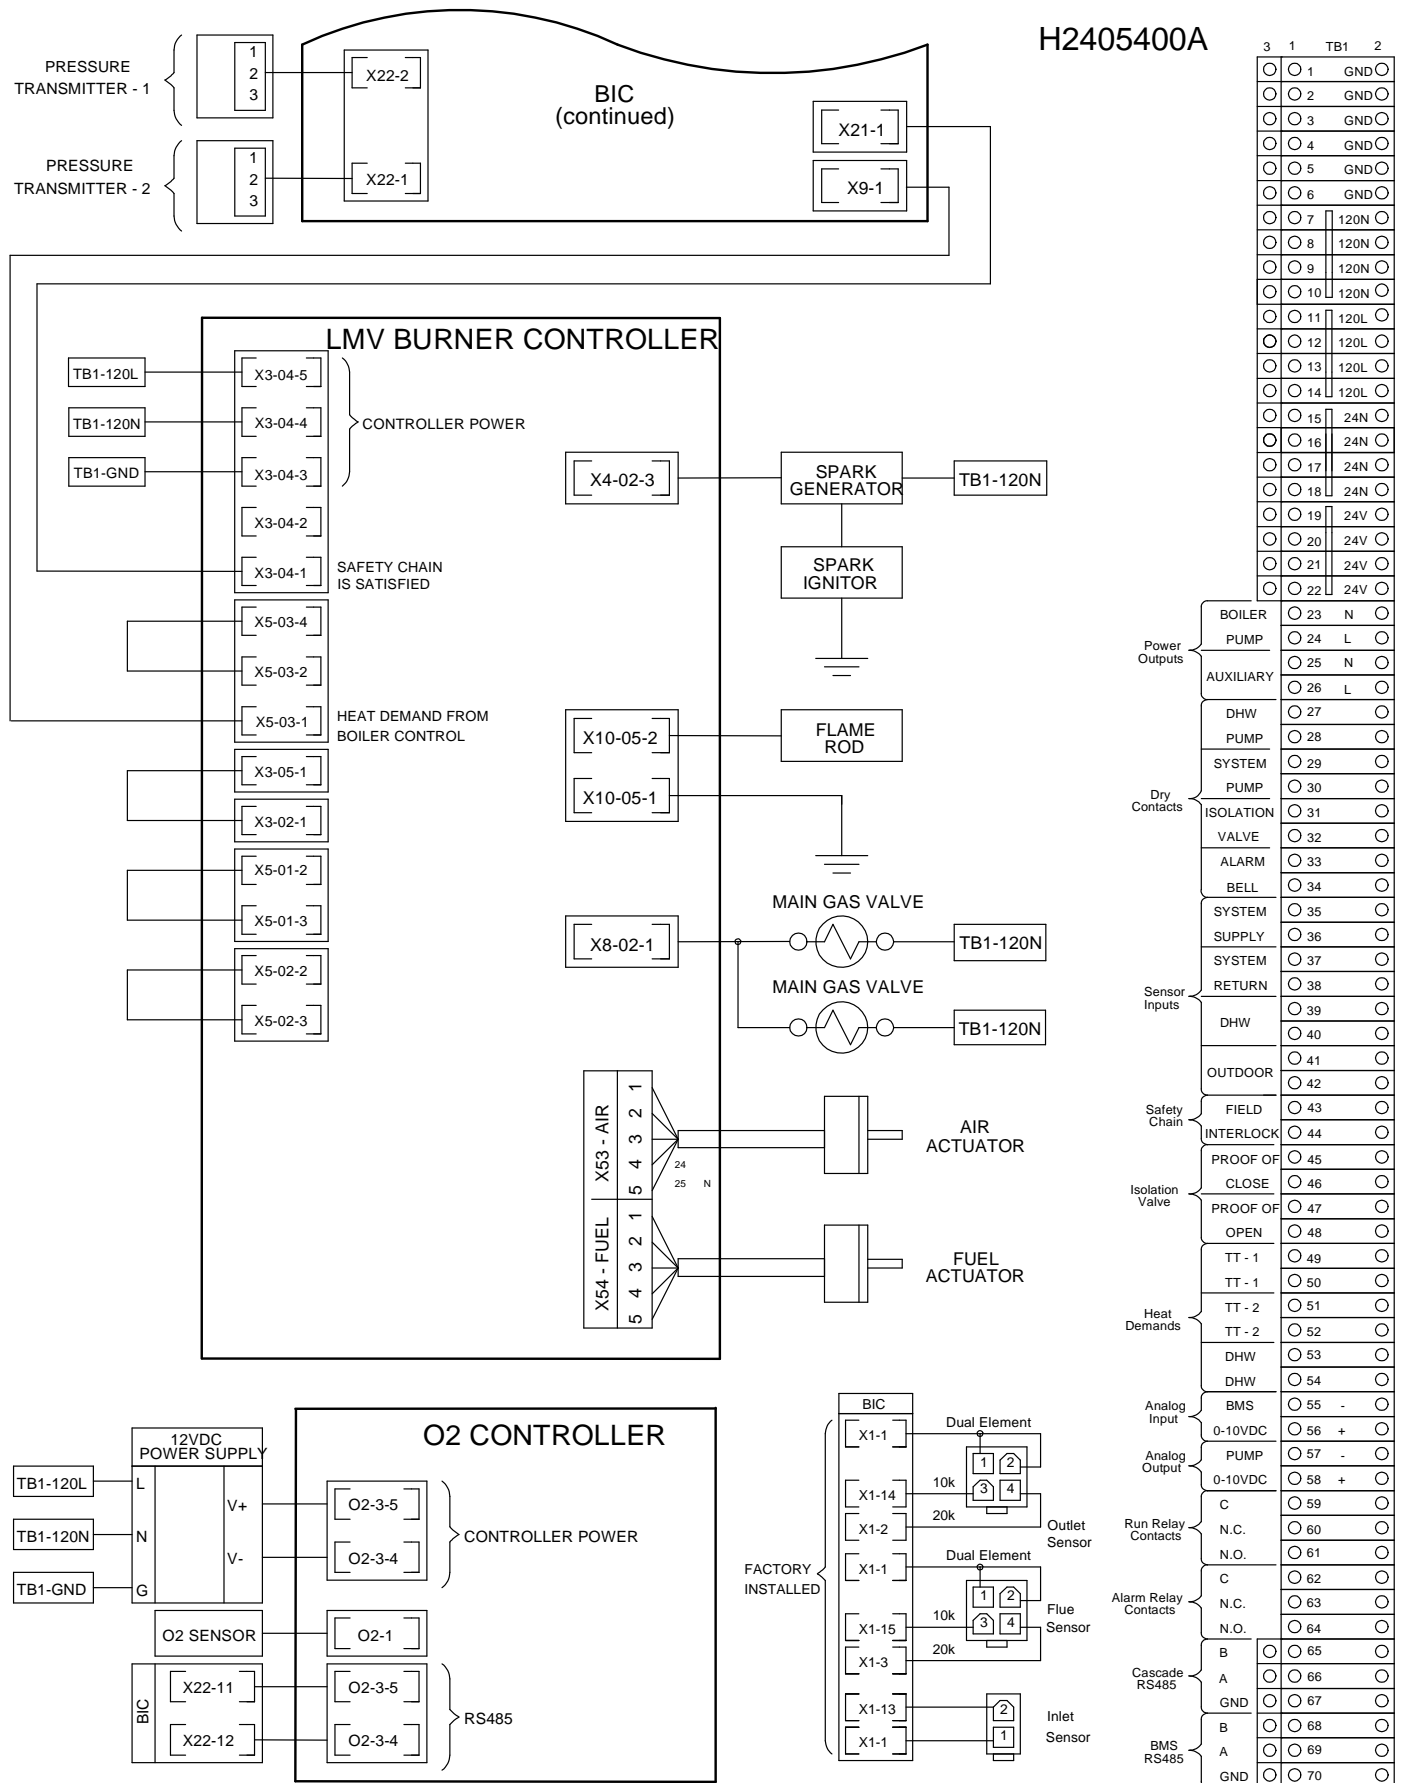 H2405400A
PRESSURE
TRANSMITTER - 1
1
2
3
X22-2
BIC
(continued)
X21-1
PRESSURE
TRANSMITTER - 2
1
2
3
X22-1
X9-1
LMV BURNER CONTROLLER
TB1-120L
X3-04-5
TB1-120N
X3-04-4
CONTROLLER POWER
TB1-GND
X3-04-3
X3-04-2
X3-04-1
SAFETY CHAIN
IS SATISFIED
X5-03-4
X5-03-2
X5-03-1
HEAT DEMAND FROM
BOILER CONTROL
X3-05-1
X3-02-1
X5-01-2
X5-01-3
X5-02-2
X5-02-3
X4-02-3
SPARK
GENERATOR
TB1-120N
SPARK
IGNITOR
X10-05-2
FLAME
ROD
X10-05-1
MAIN GAS VALVE
X8-02-1
TB1-120N
MAIN GAS VALVE
TB1-120N
X53 - AIR
1
2
3
4
5
24
25 N
AIR
ACTUATOR
X54 - FUEL
1
2
3
4
5
FUEL
ACTUATOR
O2 CONTROLLER
12VDC
POWER SUPPLY
TB1-120L
L
V+
O2-3-5
TB1-120N
N
CONTROLLER POWER
V-
O2-3-4
TB1-GND
G
O2 SENSOR
O2-1
BIC
X22-11
O2-3-5
RS485
X22-12
O2-3-4
BIC
FACTORY
INSTALLED
X1-1
Dual Element
1 2
3 4
10k
X1-14
20k
X1-2
Outlet
Sensor
X1-1
Dual Element
1 2
3 4
10k
X1-15
20k
X1-3
Flue
Sensor
X1-13
2
Inlet
Sensor
X1-1
1
3 1 TB1 2
1 GND
2 GND
3 GND
4 GND
5 GND
6 GND
7 120N
8 120N
9 120N
10 120N
11 120L
12 120L
13 120L
14 120L
15 24N
16 24N
17 24N
18 24N
19 24V
20 24V
21 24V
22 24V
Power
Outputs
BOILER 23 N
PUMP 24 L
AUXILIARY
25 N
26 L
Dry
Contacts
DHW 27
PUMP 28
SYSTEM 29
PUMP 30
ISOLATION 31
VALVE 32
ALARM 33
BELL 34
Sensor
Inputs
SYSTEM 35
SUPPLY 36
SYSTEM 37
RETURN 38
DHW
39
40
OUTDOOR
41
42
Safety
Chain
FIELD 43
INTERLOCK 44
Isolation
Valve
PROOF OF 45
CLOSE 46
PROOF OF 47
OPEN 48
Heat
Demands
TT - 1 49
TT - 1 50
TT - 2 51
TT - 2 52
DHW 53
DHW 54
Analog
Input
BMS 55 -
0-10VDC 56 +
Analog
Output
PUMP 57 -
0-10VDC 58 +
Run Relay
Contacts
C 59
N.C. 60
N.O. 61
Alarm Relay
Contacts
C 62
N.C. 63
N.O. 64
Cascade
RS485
B 65
A 66
GND 67
BMS
RS485
B 68
A 69
GND 70